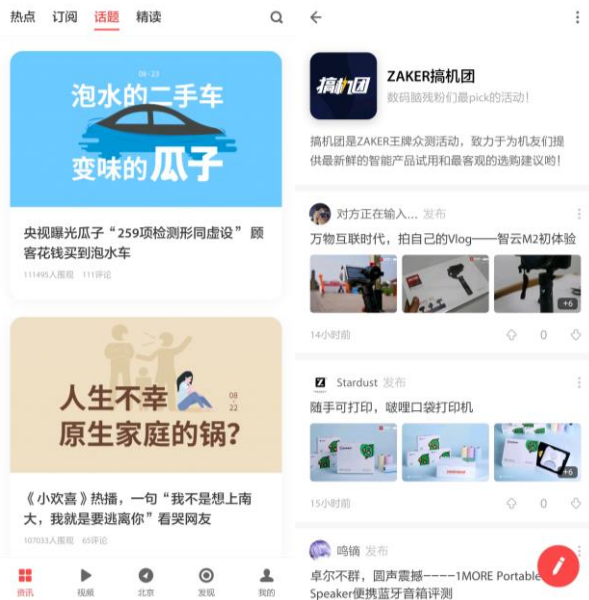 热点 订阅 话题 精读
08-23
泡水的二手车
变味的瓜子
央视曝光瓜子“259项检测形同虚设” 顾
客花钱买到泡水车
111495人围观 111评论
人生不幸
08
22
原生家庭的锅?
《小欢喜》热播，一句“我不是想上南
大，我就是要逃离你”看哭网友
107033人围观 65评论
资讯 视频 北京 发现 我的
搞机团
ZAKER搞机团
数码脑残粉们最pick的活动！
搞机团是ZAKER王牌众测活动，致力于为机友们提
供最新鲜的智能产品试用和最客观的选购建议哟！
对方正在输入... 发布
万物互联时代，拍自己的Vlog——智云M2初体验
+6
14小时前 0
Stardust 发布
随手可打印，啵哩口袋打印机
+6
15小时前 0
鸣镝 发布
卓尔不群，圆声震撼----1MORE Portable
Speaker便携蓝牙音箱评测